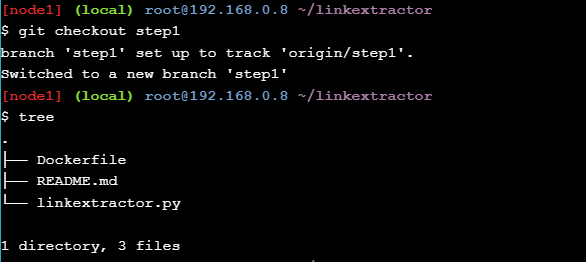 [node1] (local) root@192.168.0.8 ~/linkextractor
$ git checkout step1
branch 'step1' set up to track 'origin/step1'.
Switched to a new branch 'step1'
[node1] (local) root@192.168.0.8 ~/linkextractor
$ tree
.
├── Dockerfile
├── README.md
└── linkextractor.py
1 directory, 3 files